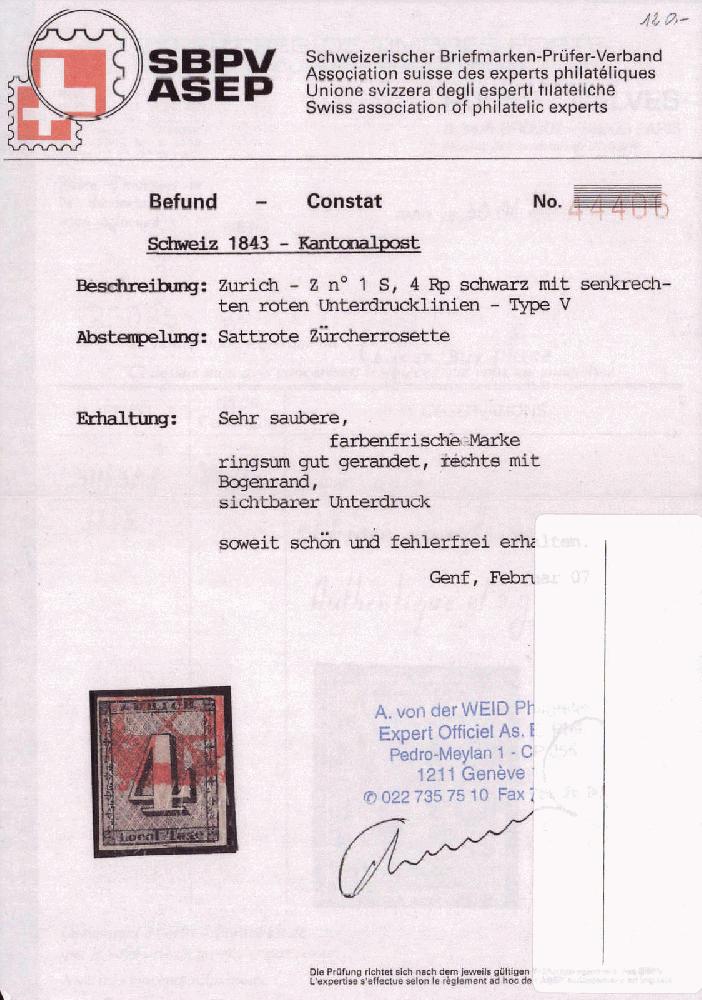 120.-
SBPV
ASEP
Schweizerischer Briefmarken-Prüfer-Verband
Association suisse des experts philatéliques
Unione svizzera degli esperti filateliche
Swiss association of philatelic experts
Befund – Constat No. 44406
Schweiz 1843 - Kantonalpost
Beschreibung: Zurich - Z n° 1 S, 4 Rp schwarz mit senkrech-
ten roten Unterdrucklinien - Type V
Abstempelung: Sattrote Zürcherrosette
Erhaltung: Sehr saubere,
farbenfrische Marke
ringsum gut gerandet, rechts mit
Bogenrand,
sichtbarer Unterdruck
soweit schön und fehlerfrei erhalten.
Genf, Februar 07
A. von der WEID Ph
Expert Officiel As. E
Pedro-Meylan 1 - C
1211 Genève
✆ 022 735 75 10 Fax 7
ZÜRICH
4
Local-Taxe
Die Prüfung richtet sich nach dem jeweils gültigen
L'expertise s'effectue selon le règlement ad hoc de